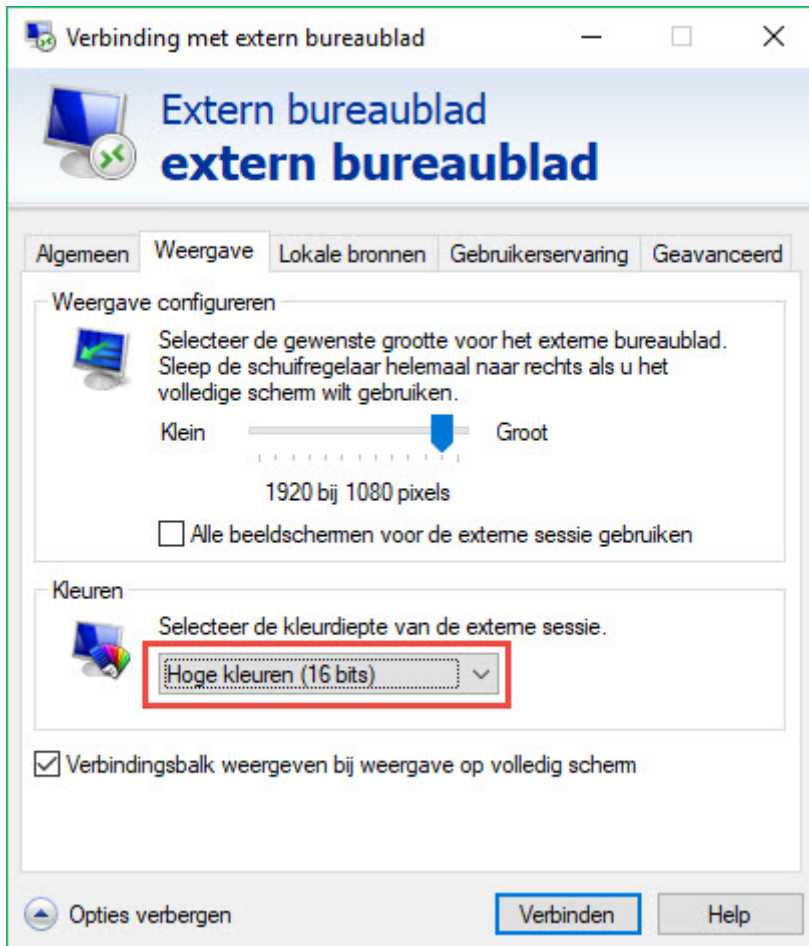 Verbinding met extern bureaublad
Extern bureaublad
extern bureaublad
Algemeen Weergave Lokale bronnen Gebruikerservaring Geavanceerd
Weergave configureren
Selecteer de gewenste grootte voor het externe bureaublad.
Sleep de schuifregelaar helemaal naar rechts als u het
volledige scherm wilt gebruiken.
Klein Groot
1920 bij 1080 pixels
Alle beeldschermen voor de externe sessie gebruiken
Kleuren
Selecteer de kleurdiepte van de externe sessie.
Hoge kleuren (16 bits)
Verbindingsbalk weergeven bij weergave op volledig scherm
Opties verbergen Verbinden Help